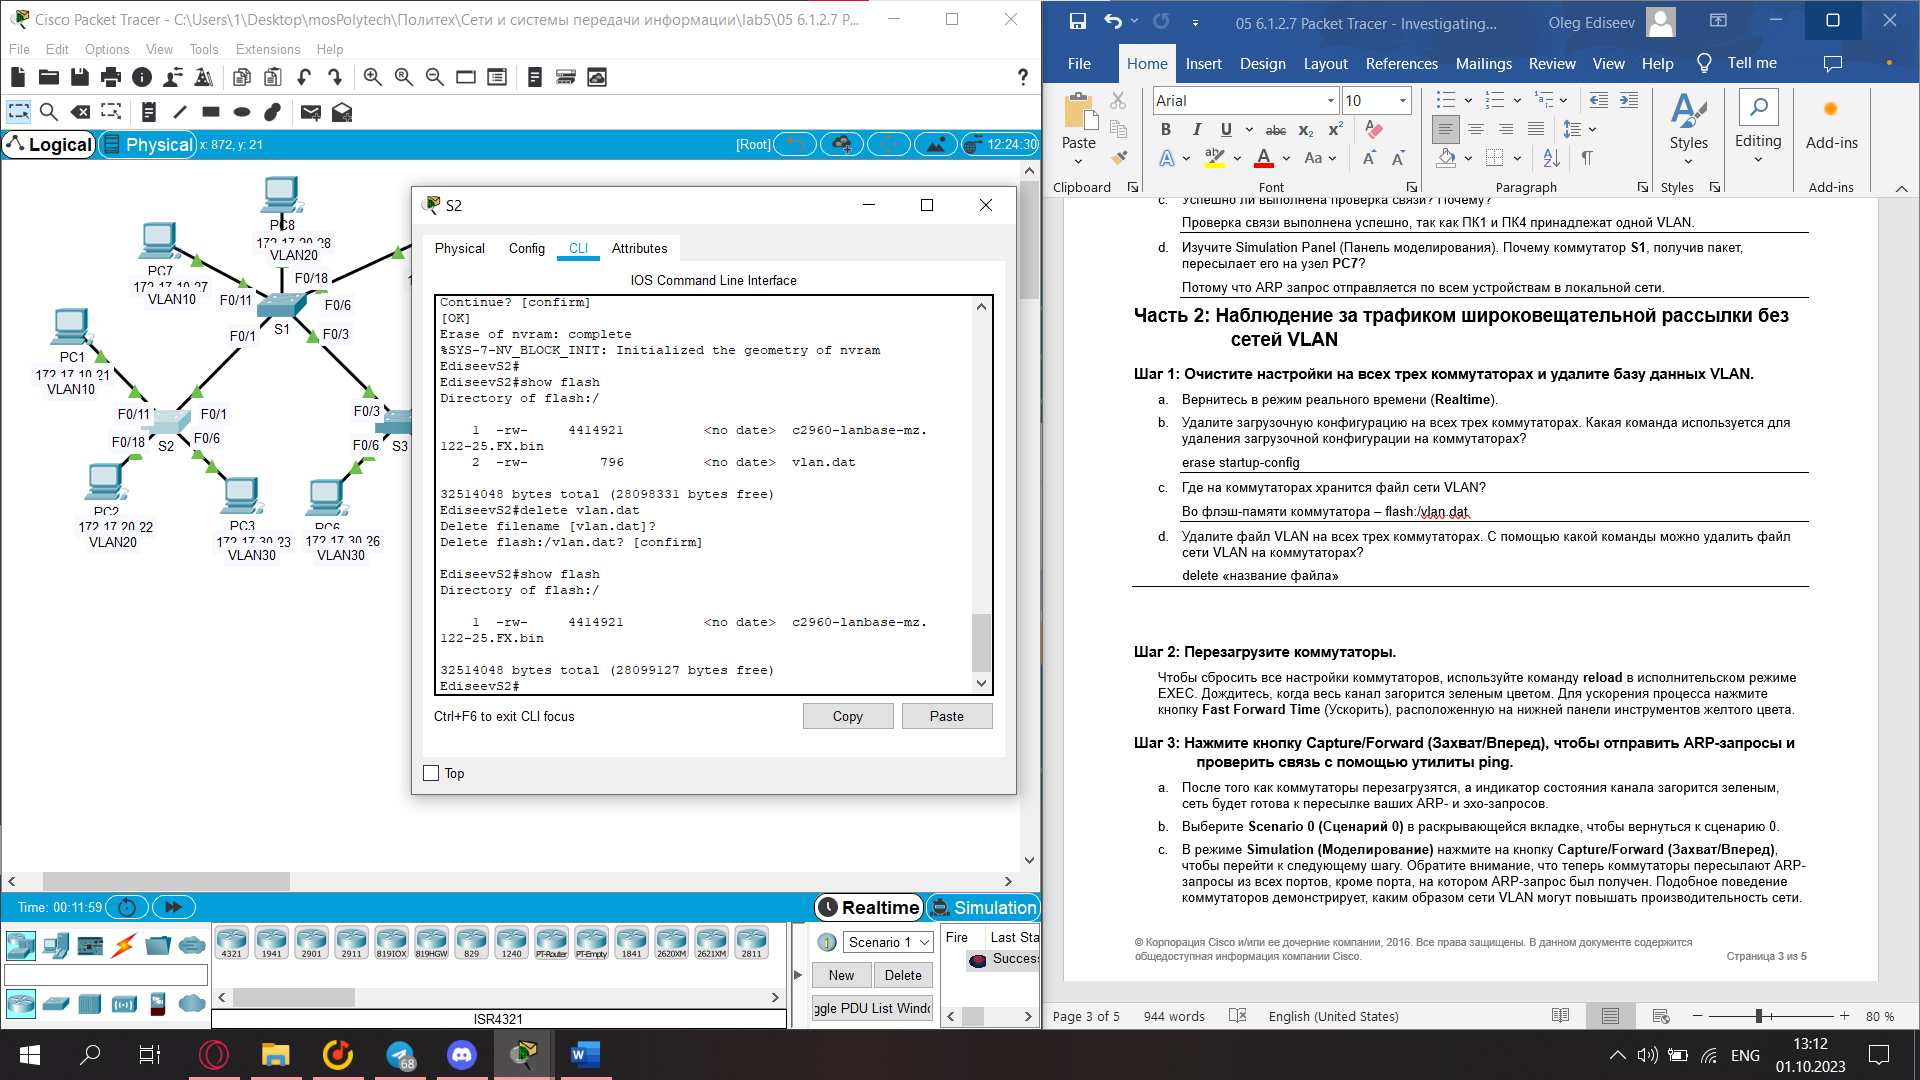 Cisco Packet Tracer - C:\Users\1\Desktop\mosPolytech\Политех\Сети и системы передачи информации\lab5\05 6.1.2.7 P...
File Edit Options View Tools Extensions Help
Logical Physical x: 872, y: 21 [Root] 12:24:30
PC8
172.17.20.28
VLAN20
PC7
172.17.10.27
VLAN10
F0/18
F0/11
F0/6
S1
F0/1
F0/3
PC1
172.17.10.21
VLAN10
F0/11
F0/1
F0/3
F0/18
F0/6
S2
F0/6
S3
PC2
172.17.20.22
VLAN20
PC3
172.17.30.23
VLAN30
PC6
172.17.30.26
VLAN30
S2
Physical Config CLI Attributes
IOS Command Line Interface
Continue? [confirm]
[OK]
Erase of nvram: complete
%SYS-7-NV_BLOCK_INIT: Initialized the geometry of nvram
EdiseevS2#
EdiseevS2#show flash
Directory of flash:/
1 -rw- 4414921 <no date> c2960-lanbase-mz.
122-25.FX.bin
2 -rw- 796 <no date> vlan.dat
32514048 bytes total (28098331 bytes free)
EdiseevS2#delete vlan.dat
Delete filename [vlan.dat]?
Delete flash:/vlan.dat? [confirm]
EdiseevS2#show flash
Directory of flash:/
1 -rw- 4414921 <no date> c2960-lanbase-mz.
122-25.FX.bin
32514048 bytes total (28099127 bytes free)
EdiseevS2#
Ctrl+F6 to exit CLI focus
Copy Paste
Top
Time: 00:11:59
Realtime Simulation
4321 1941 2901 2911 819IOX 819HGW 829 1240 PT-Router PT-Empty 1841 2620XM 2621XM 2811
ISR4321
Scenario 1
New Delete
ggle PDU List Windo
Fire Last Sta
Success
05 6.1.2.7 Packet Tracer - Investigating...
Oleg Ediseev
File Home Insert Design Layout References Mailings Review View Help Tell me
Arial 10
Paste
Styles
Editing
Add-ins
Clipboard Font Paragraph Styles Add-ins
c. Успешно ли выполнена проверка связи? Почему?
Проверка связи выполнена успешно, так как ПК1 и ПК4 принадлежат одной VLAN.
d. Изучите Simulation Panel (Панель моделирования). Почему коммутатор S1, получив пакет,
пересылает его на узел PC7?
Потому что ARP запрос отправляется по всем устройствам в локальной сети.
Часть 2: Наблюдение за трафиком широковещательной рассылки без
сетей VLAN
Шаг 1: Очистите настройки на всех трех коммутаторах и удалите базу данных VLAN.
a. Вернитесь в режим реального времени (Realtime).
b. Удалите загрузочную конфигурацию на всех трех коммутаторах. Какая команда используется для
удаления загрузочной конфигурации на коммутаторах?
erase startup-config
c. Где на коммутаторах хранится файл сети VLAN?
Во флэш-памяти коммутатора – flash:/vlan.dat
d. Удалите файл VLAN на всех трех коммутаторах. С помощью какой команды можно удалить файл
сети VLAN на коммутаторах?
delete «название файла»
Шаг 2: Перезагрузите коммутаторы.
Чтобы сбросить все настройки коммутаторов, используйте команду reload в исполнительском режиме
EXEC. Дождитесь, когда весь канал загорится зеленым цветом. Для ускорения процесса нажмите
кнопку Fast Forward Time (Ускорить), расположенную на нижней панели инструментов желтого цвета.
Шаг 3: Нажмите кнопку Capture/Forward (Захват/Вперед), чтобы отправить ARP-запросы и
проверить связь с помощью утилиты ping.
a. После того как коммутаторы перезагрузятся, а индикатор состояния канала загорится зеленым,
сеть будет готова к пересылке ваших ARP- и эхо-запросов.
b. Выберите Scenario 0 (Сценарий 0) в раскрывающейся вкладке, чтобы вернуться к сценарию 0.
c. В режиме Simulation (Моделирование) нажмите на кнопку Capture/Forward (Захват/Вперед),
чтобы перейти к следующему шагу. Обратите внимание, что теперь коммутаторы пересылают ARP-
запросы из всех портов, кроме порта, на котором ARP-запрос был получен. Подобное поведение
коммутаторов демонстрирует, каким образом сети VLAN могут повышать производительность сети.
© Корпорация Cisco и/или ее дочерние компании, 2016. Все права защищены. В данном документе содержится
общедоступная информация компании Cisco. Страница 3 из 5
Page 3 of 5 944 words English (United States) 80 %
68
ENG
13:12
01.10.2023